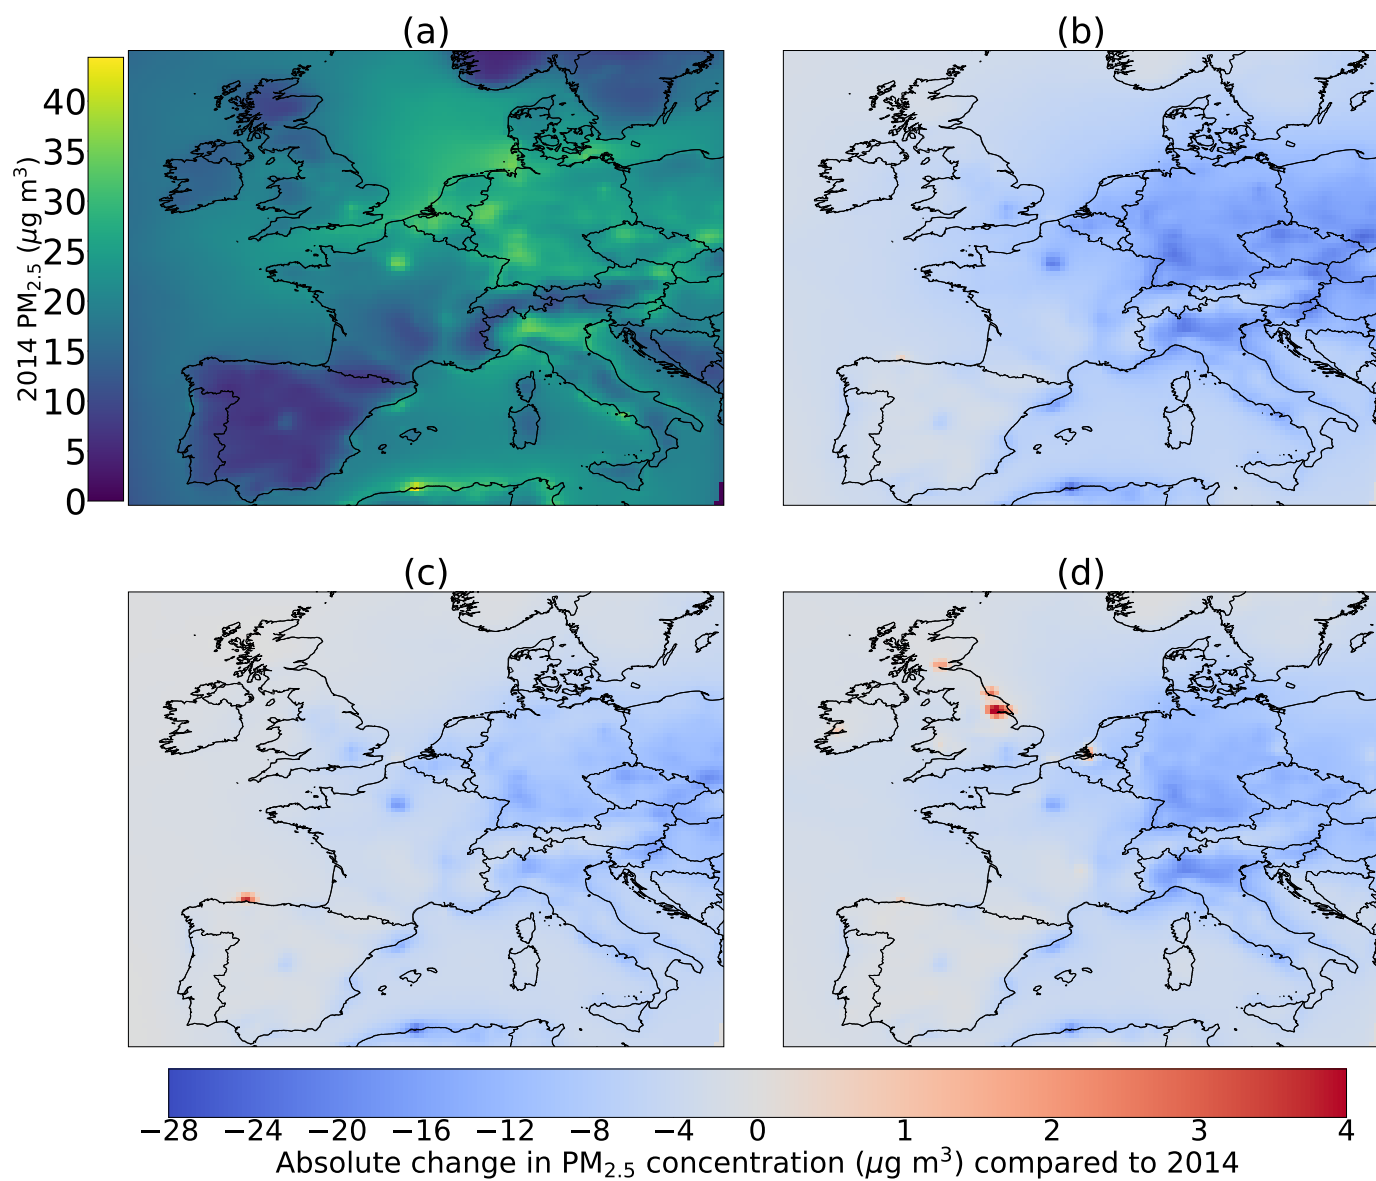 (a)
(b)
2014 PM2.5 (μg m3)
40
35
30
25
20
15
10
5
0
(c)
(d)
−28 −24 −20 −16 −12 −8 −4 0 1 2 3 4
Absolute change in PM2.5 concentration (μg m3) compared to 2014